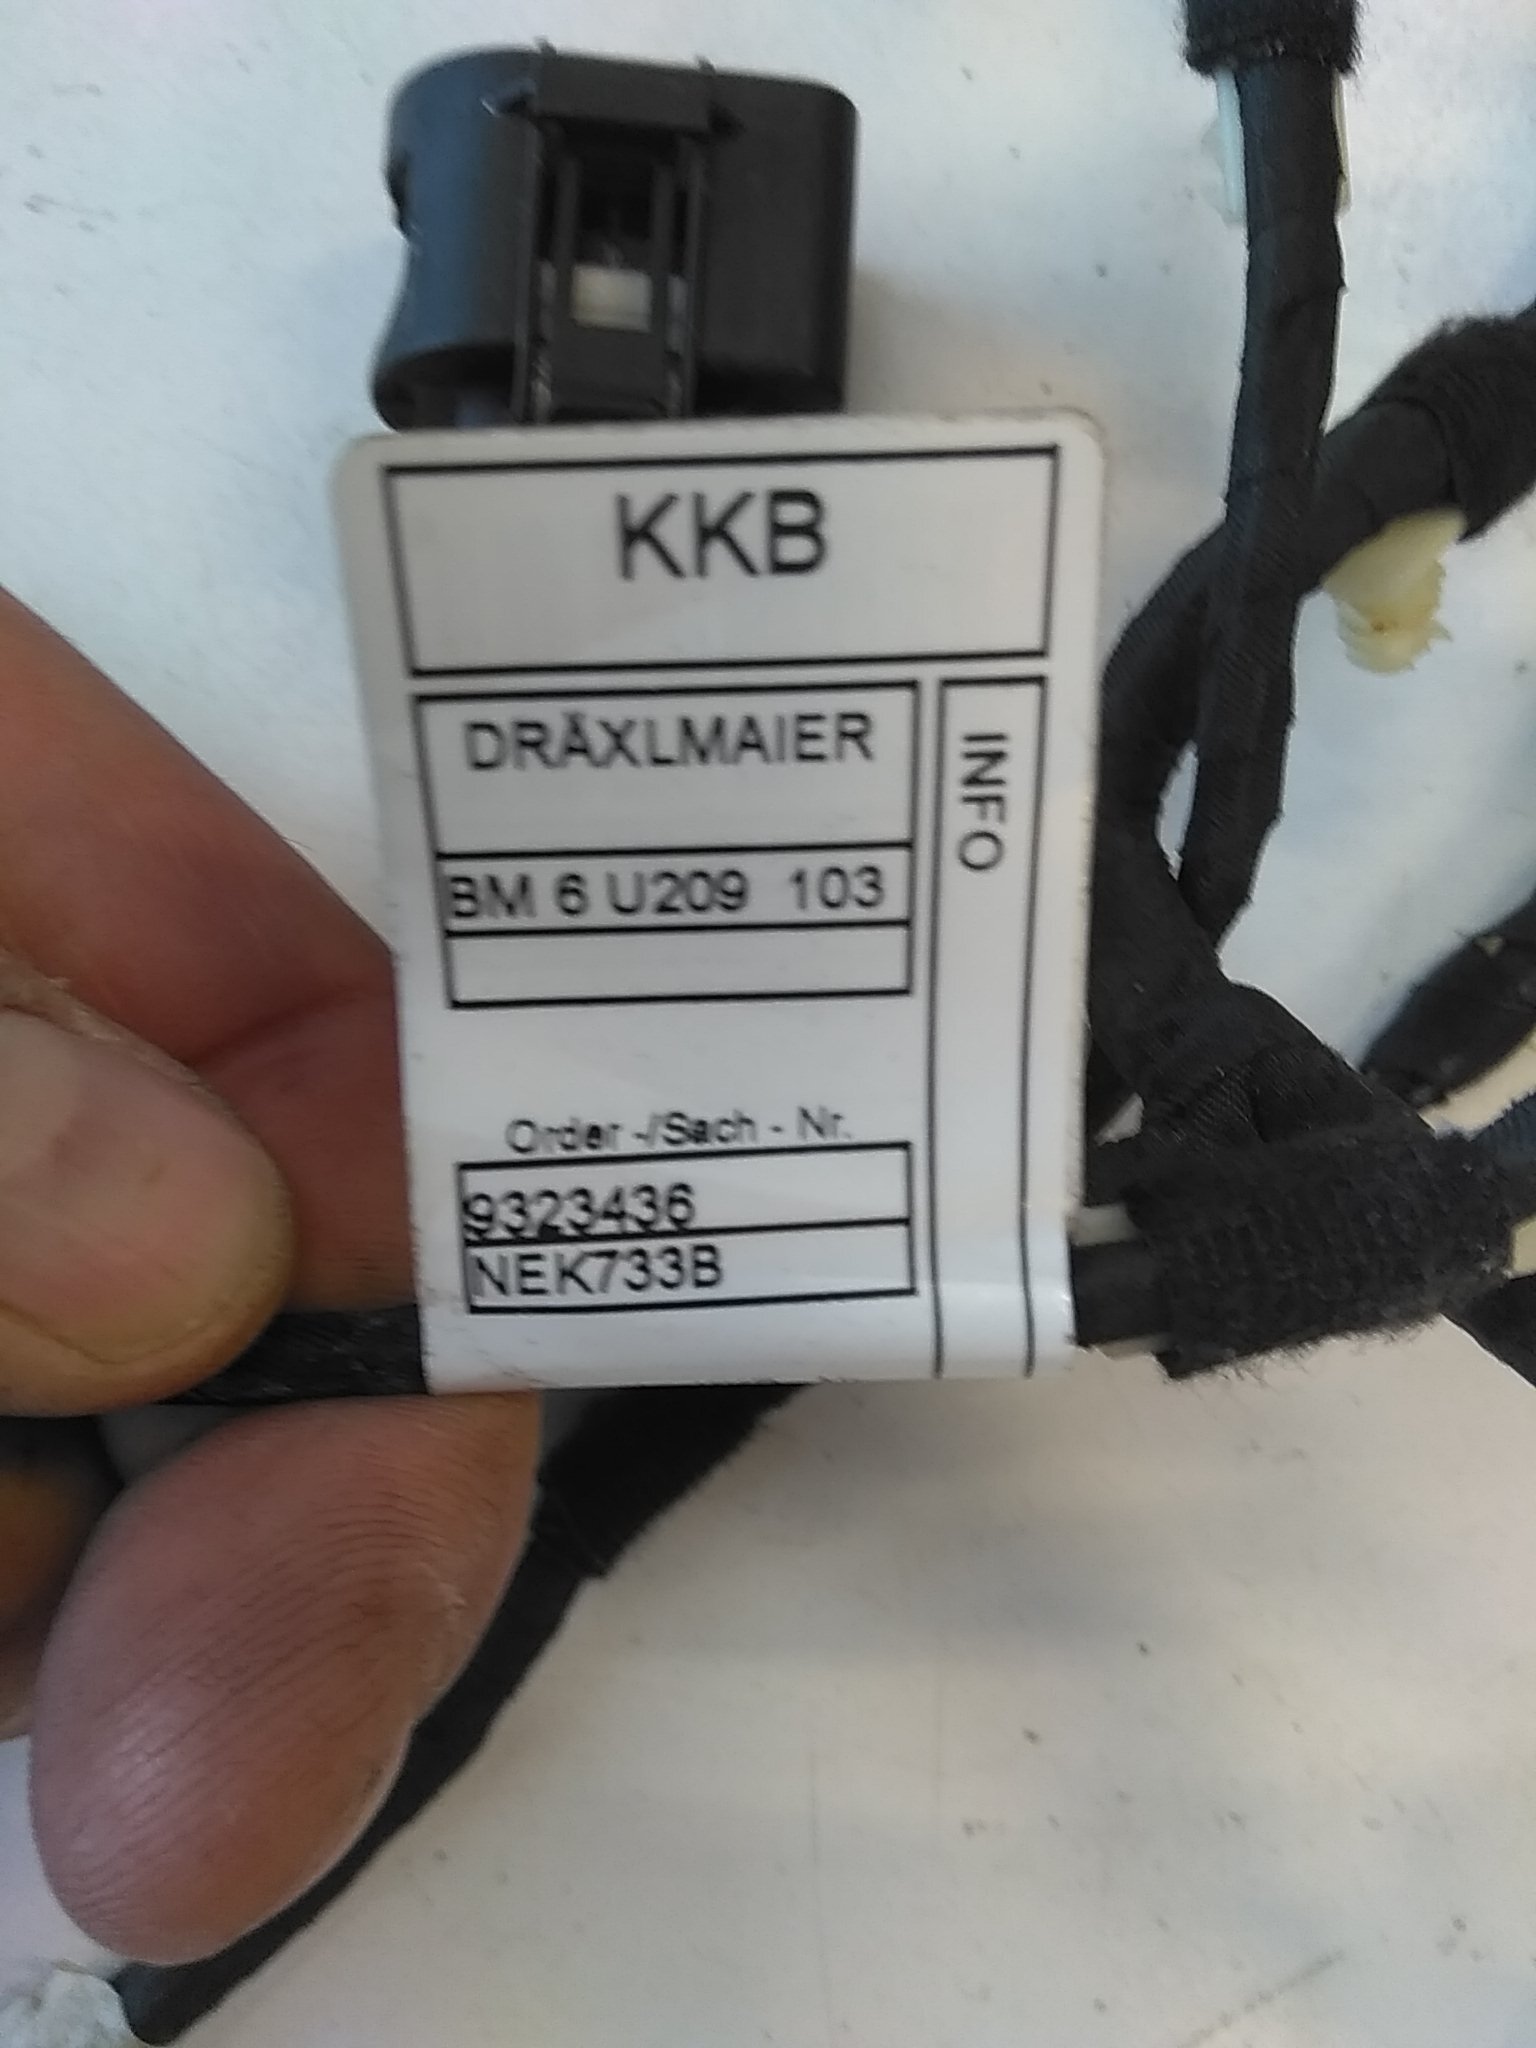 KKB
DRÄXLMAIER
INFO
BM 6 U209 103
Order -/Sach - Nr.
9323436
NEK733B